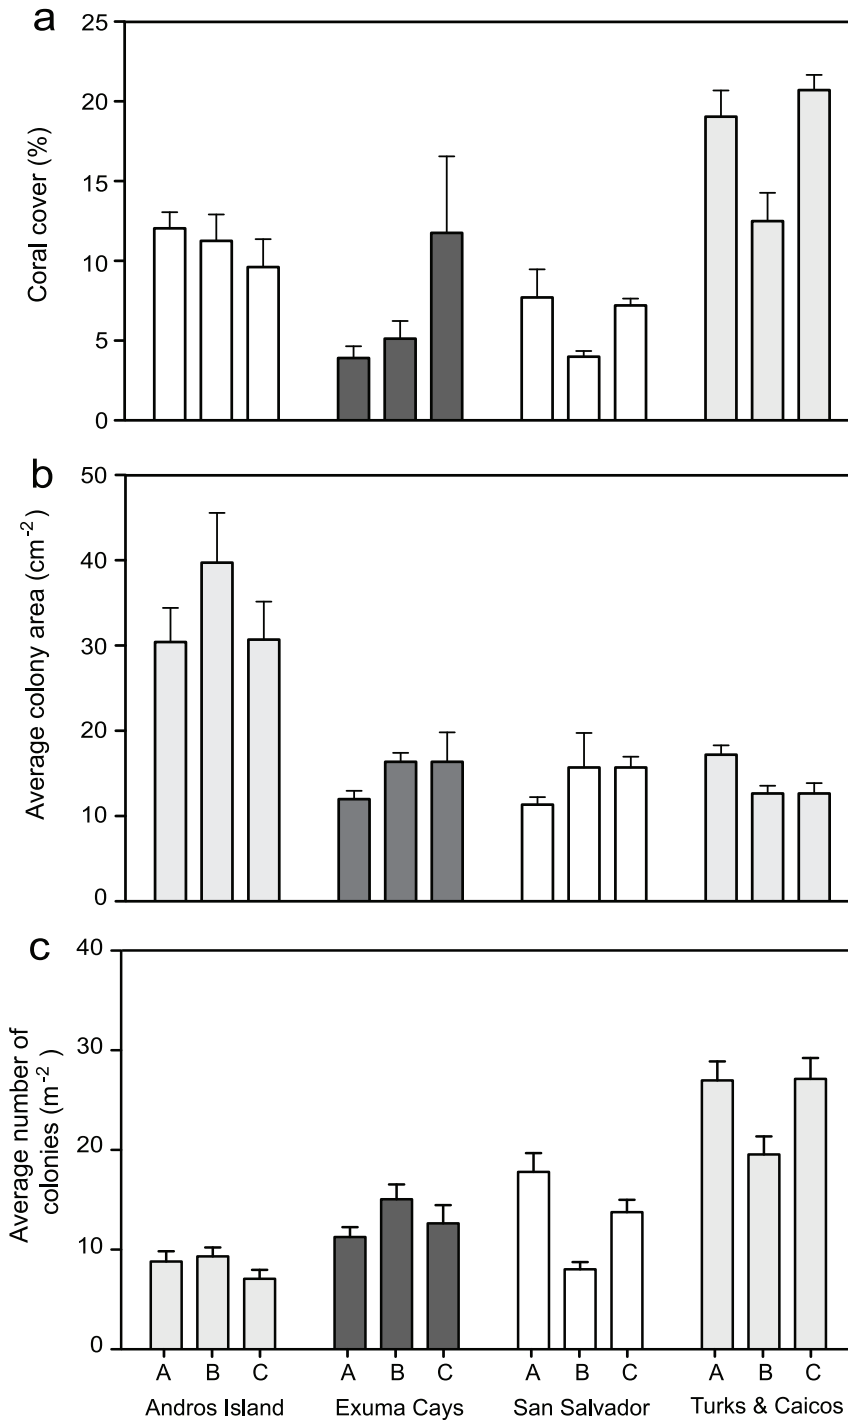 a
25
20
15
10
5
0
Coral cover (%)
b
50
40
30
20
10
0
Average colony area (cm-2)
c
40
30
20
10
0
Average number of
colonies (m-2)
A B C A B C A B C A B C
Andros Island Exuma Cays San Salvador Turks & Caicos